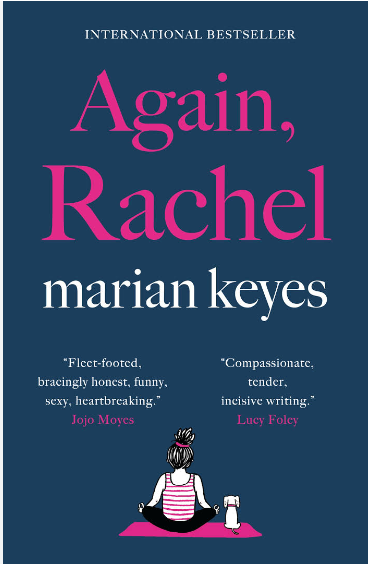 INTERNATIONAL BESTSELLER
Again,
Rachel
marian keyes
“Fleet-footed,
bracingly honest, funny,
sexy, heartbreaking.”
Jojo Moyes
“Compassionate,
tender,
incisive writing.”
Lucy Foley